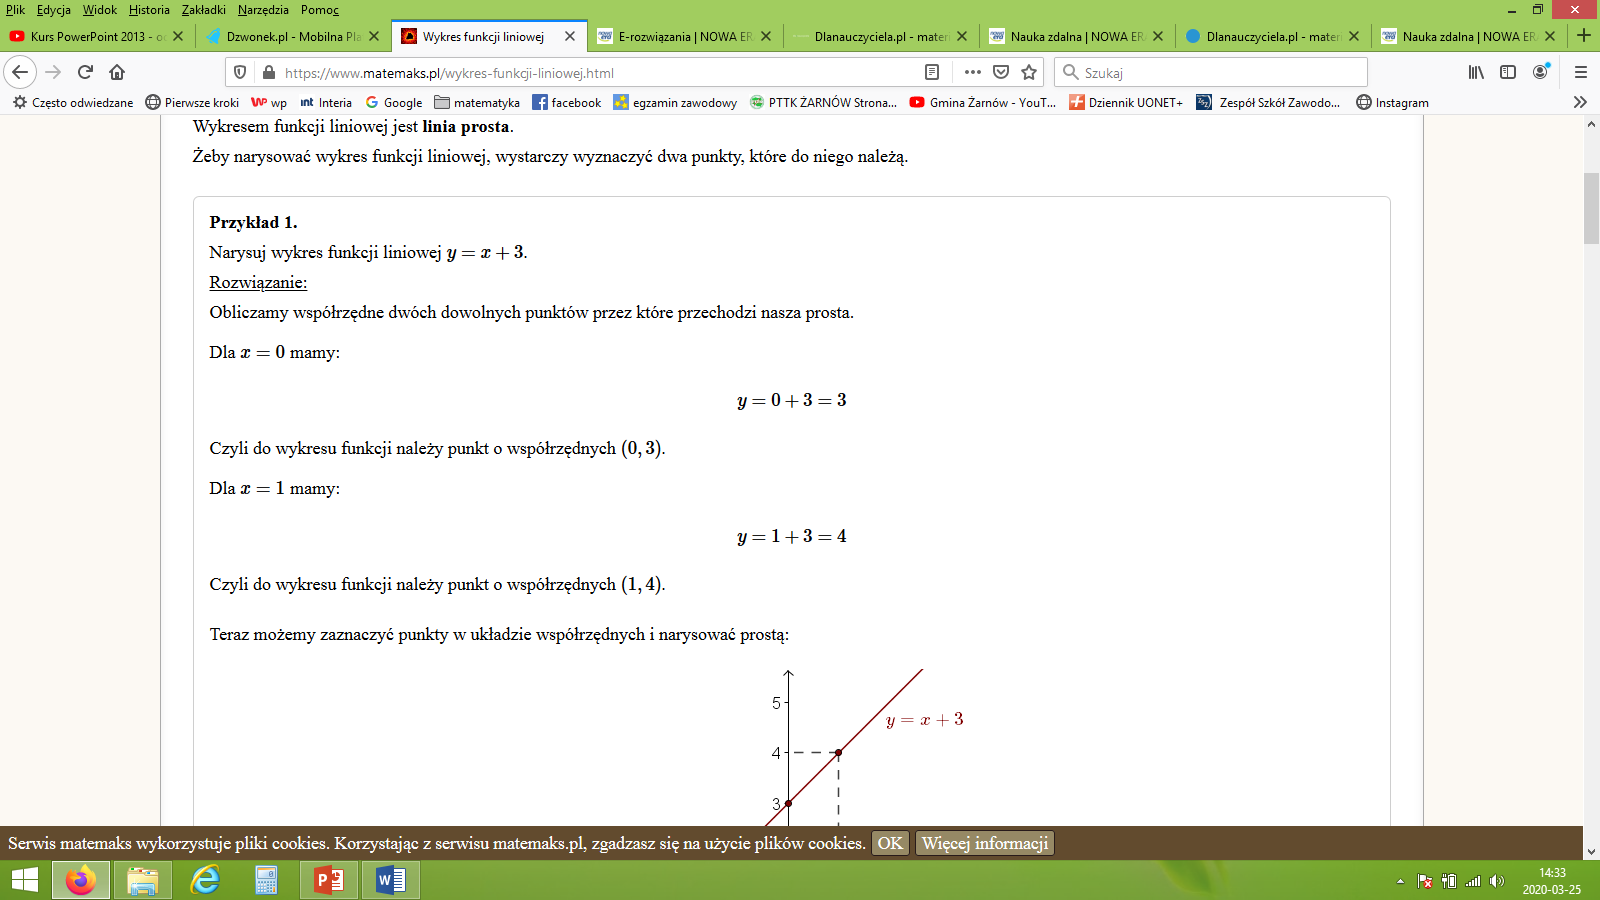 Plik Edycja Widok Historia Zakładki Narzędzia Pomoc
Kurs PowerPoint 2013 - od
Dzwonek.pl - Mobilna Pla
Wykres funkcji liniowej
E-rozwiązania | NOWA ERA
Dlanauczyciela.pl - mater
Nauka zdalna | NOWA ERA
Dlanauczyciela.pl - mater
Nauka zdalna | NOWA ERA
https://www.matemaks.pl/wykres-funkcji-liniowej.html
Szukaj
Często odwiedzane Pierwsze kroki wp Interia Google matematyka facebook egzamin zawodowy PTTK ŻARNÓW Strona... Gmina Żarnów - YouT... Dziennik UONET+ Zespół Szkół Zawodo... Instagram
Wykresem funkcji liniowej jest linia prosta.
Żeby narysować wykres funkcji liniowej, wystarczy wyznaczyć dwa punkty, które do niego należą.
Przykład 1.
Narysuj wykres funkcji liniowej y = x + 3.
Rozwiązanie:
Obliczamy współrzędne dwóch dowolnych punktów przez które przechodzi nasza prosta.
Dla x = 0 mamy:
y = 0 + 3 = 3
Czyli do wykresu funkcji należy punkt o współrzędnych (0, 3).
Dla x = 1 mamy:
y = 1 + 3 = 4
Czyli do wykresu funkcji należy punkt o współrzędnych (1, 4).
Teraz możemy zaznaczyć punkty w układzie współrzędnych i narysować prostą:
5
y = x + 3
4
3
Serwis matemaks wykorzystuje pliki cookies. Korzystając z serwisu matemaks.pl, zgadzasz się na użycie plików cookies. OK Więcej informacji
14:33
2020-03-25